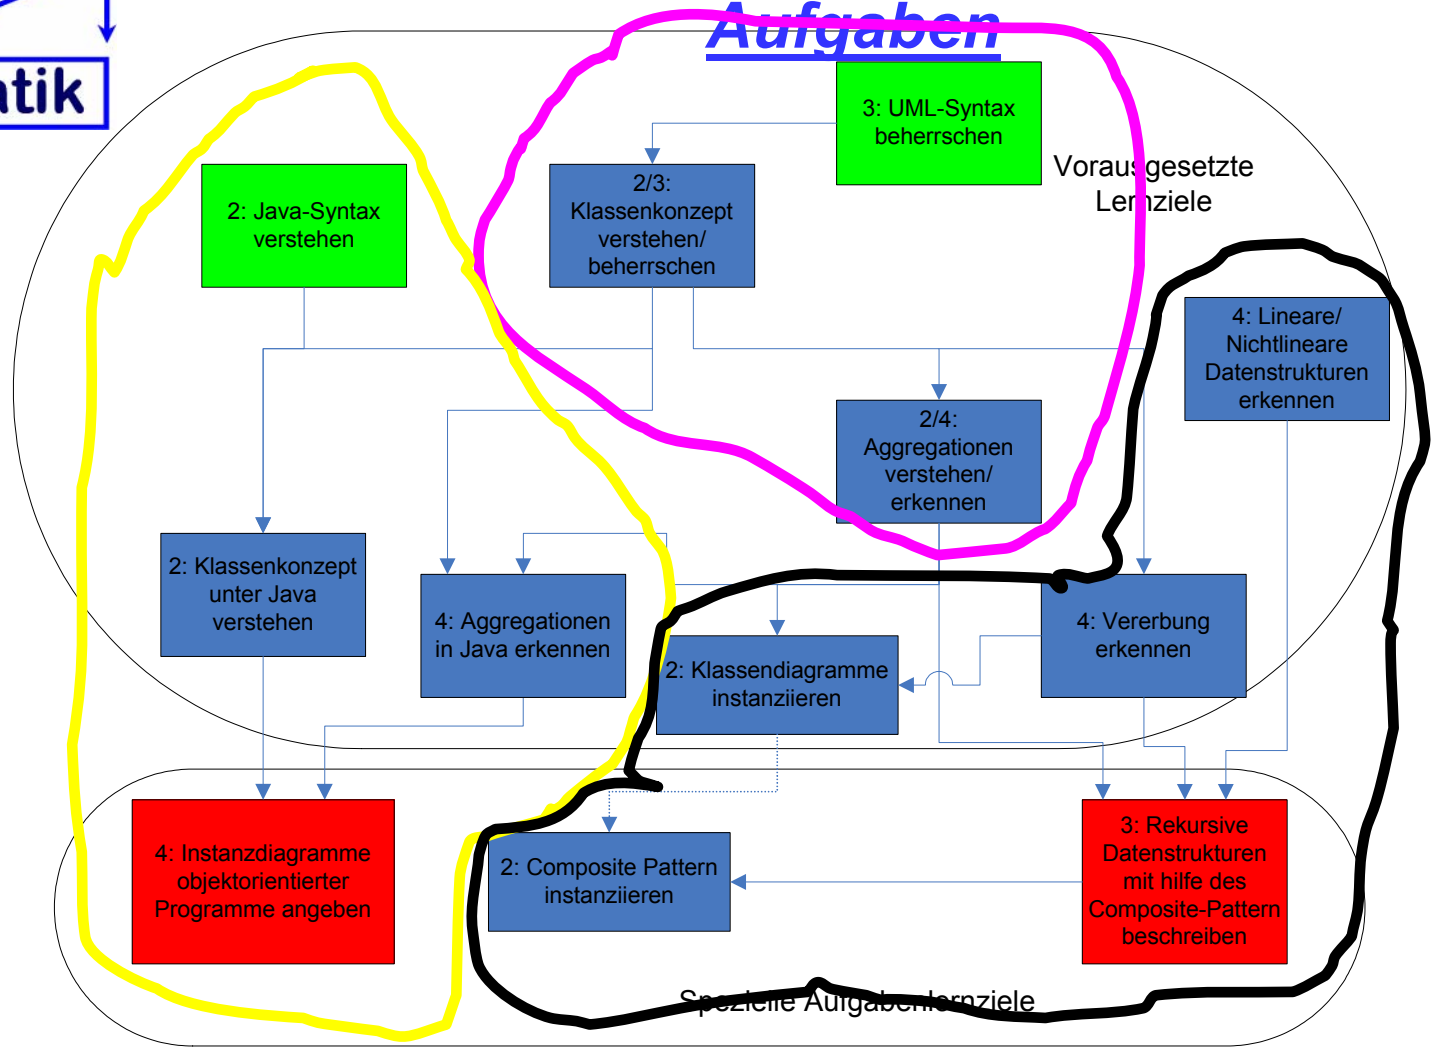 Aufgaben
atik
3: UML-Syntax
beherrschen
Vorausgesetzte
Lernziele
2/3:
Klassenkonzept
verstehen/
beherrschen
2: Java-Syntax
verstehen
4: Lineare/
Nichtlineare
Datenstrukturen
erkennen
2/4:
Aggregationen
verstehen/
erkennen
2: Klassenkonzept
unter Java
verstehen
4: Aggregationen
in Java erkennen
4: Vererbung
erkennen
2: Klassendiagramme
instanziieren
4: Instanzdiagramme
objektorientierter
Programme angeben
2: Composite Pattern
instanziieren
3: Rekursive
Datenstrukturen
mit hilfe des
Composite-Pattern
beschreiben
Spezielle Aufgabenlernziele